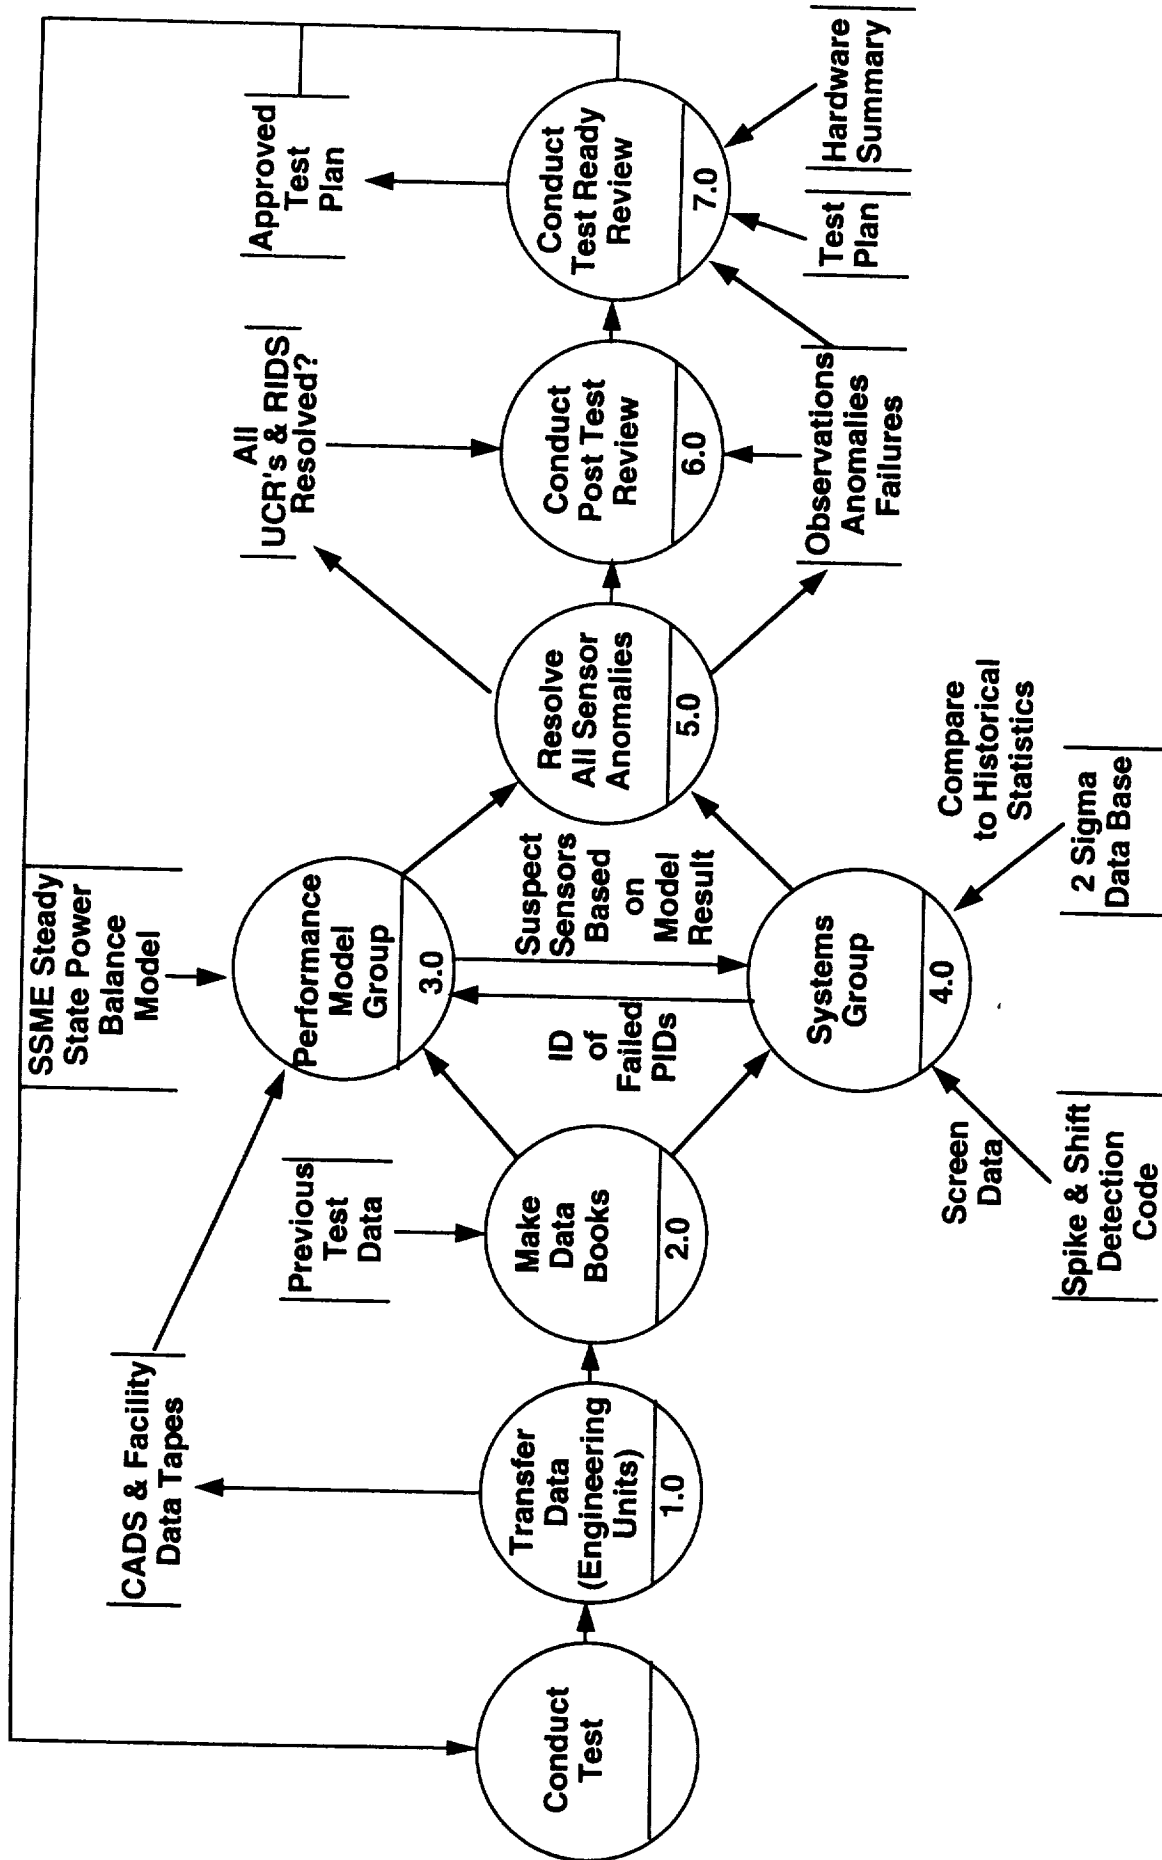 CADS & Facility
Data Tapes
SSME Steady
State Power
Balance
Model
All
UCR's & RIDS
Resolved?
Approved
Test
Plan
Previous
Test
Data
Performance
Model
Group
3.0
Conduct
Test
Transfer
Data
(Engineering
Units)
1.0
Make
Data
Books
2.0
ID
of
Failed
PIDs
Suspect
Sensors
Based
on
Model
Result
Resolve
All Sensor
Anomalies
5.0
Conduct
Post Test
Review
6.0
Conduct
Test Ready
Review
7.0
Systems
Group
4.0
Observations
Anomalies
Failures
Test
Plan
Hardware
Summary
Screen
Data
Compare
to Historical
Statistics
Spike & Shift
Detection
Code
2 Sigma
Data Base